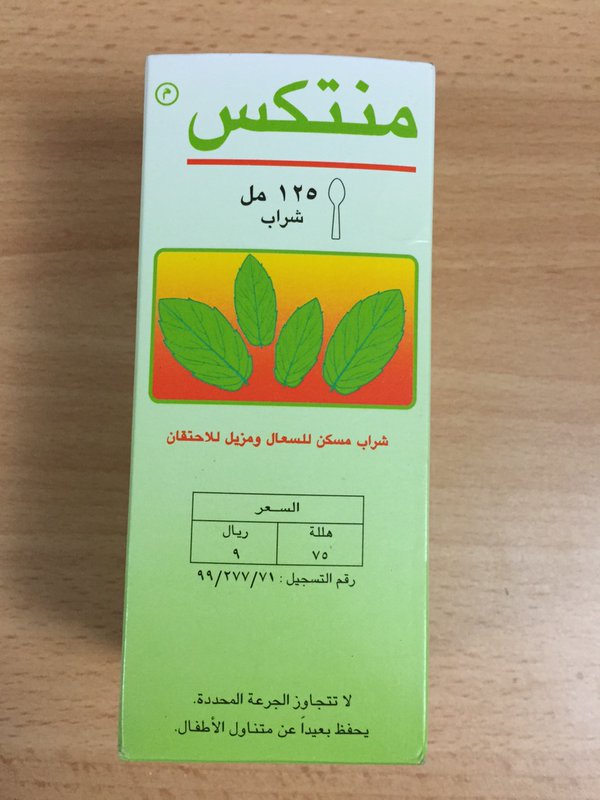 منتكس
م
١٢٥ مل
شراب
شراب مسكن للسعال ومزيل للاحتقان
السعر
هللة ريال
٧٥ ٩
رقم التسجيل : ٩٩/٢٧٧/٧١
لا تتجاوز الجرعة المحددة.
يحفظ بعيداً عن متناول الأطفال.